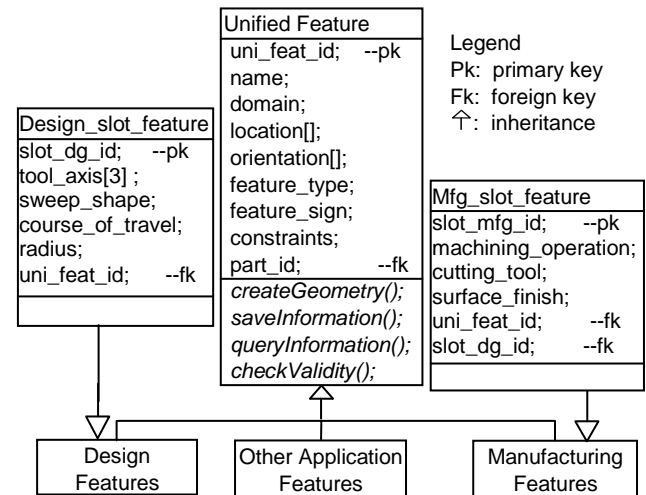 Unified Feature
uni_feat_id; --pk
name;
domain;
location[];
orientation[];
feature_type;
feature_sign;
constraints;
part_id; --fk
createGeometry();
saveInformation();
queryInformation();
checkValidity();
Legend
Pk: primary key
Fk: foreign key
: inheritance
Design_slot_feature
slot_dg_id; --pk
tool_axis[3] ;
sweep_shape;
course_of_travel;
radius;
uni_feat_id; --fk
Mfg_slot_feature
slot_mfg_id; --pk
machining_operation;
cutting_tool;
surface_finish;
uni_feat_id; --fk
slot_dg_id; --fk
Design
Features
Other Application
Features
Manufacturing
Features